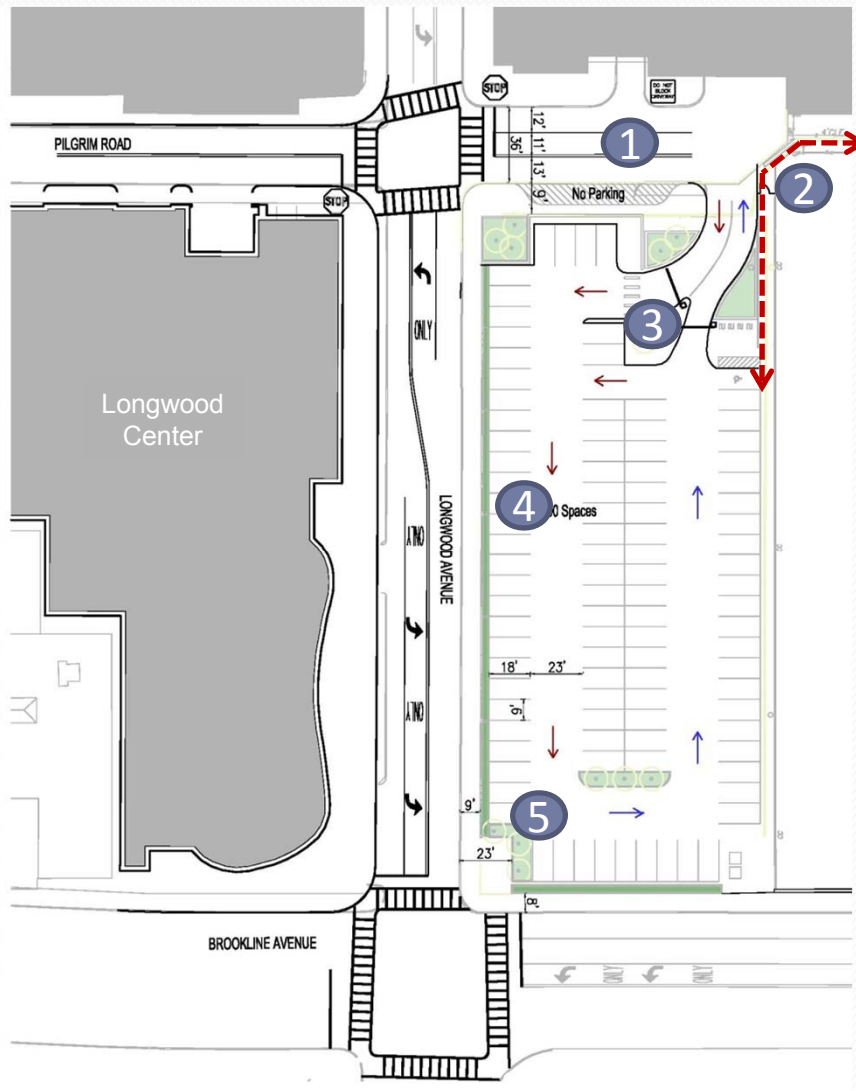 STOP
DO NOT
BLOCK
DRIVEWAY
12'
PILGRIM ROAD
36'
11'
1
13'
9'
No Parking
2
STOP
3
ONLY
Longwood
Center
4
0 Spaces
ONLY
LONGWOOD AVENUE
18'
23'
9'
ONLY
9'
5
23'
8'
BROOKLINE AVENUE
ONLY
ONLY